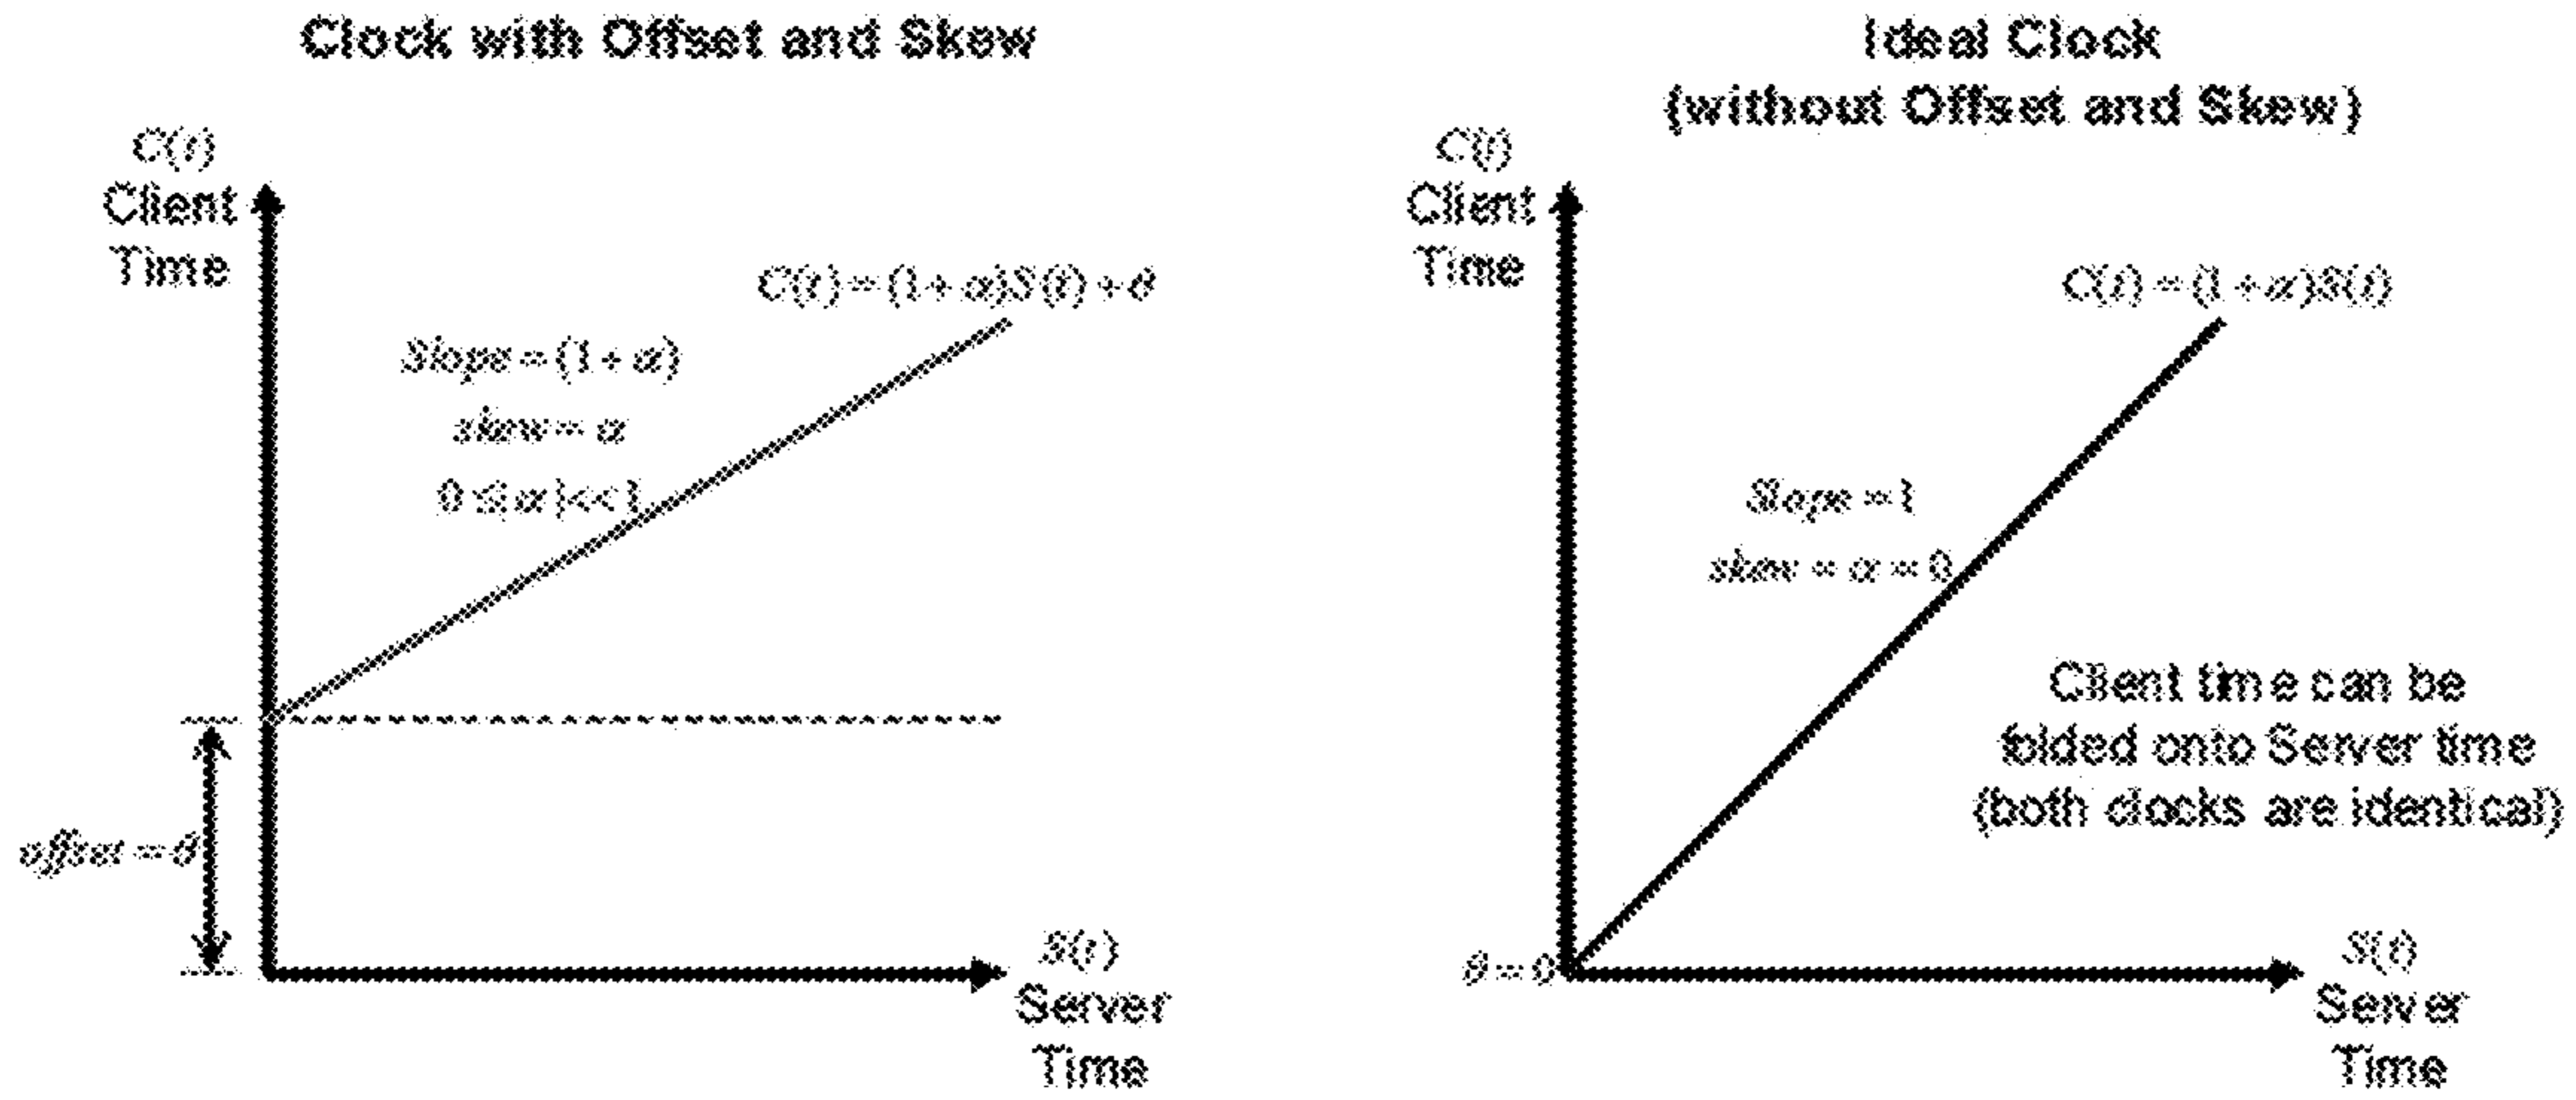 Clock with Offset and Skew
C(t)
Client
Time
C(t) = (1 + α)S(t) + θ
Slope = (1 + α)
skew = α
0 ≤ | α | << 1
offset = θ
S(t)
Server
Time
Ideal Clock
(without Offset and Skew)
C(t)
Client
Time
C(t) = (1 + α)S(t)
Slope = 1
skew = α = 0
Client time can be
folded onto Server time
(both clocks are identical)
θ = 0
S(t)
Server
Time